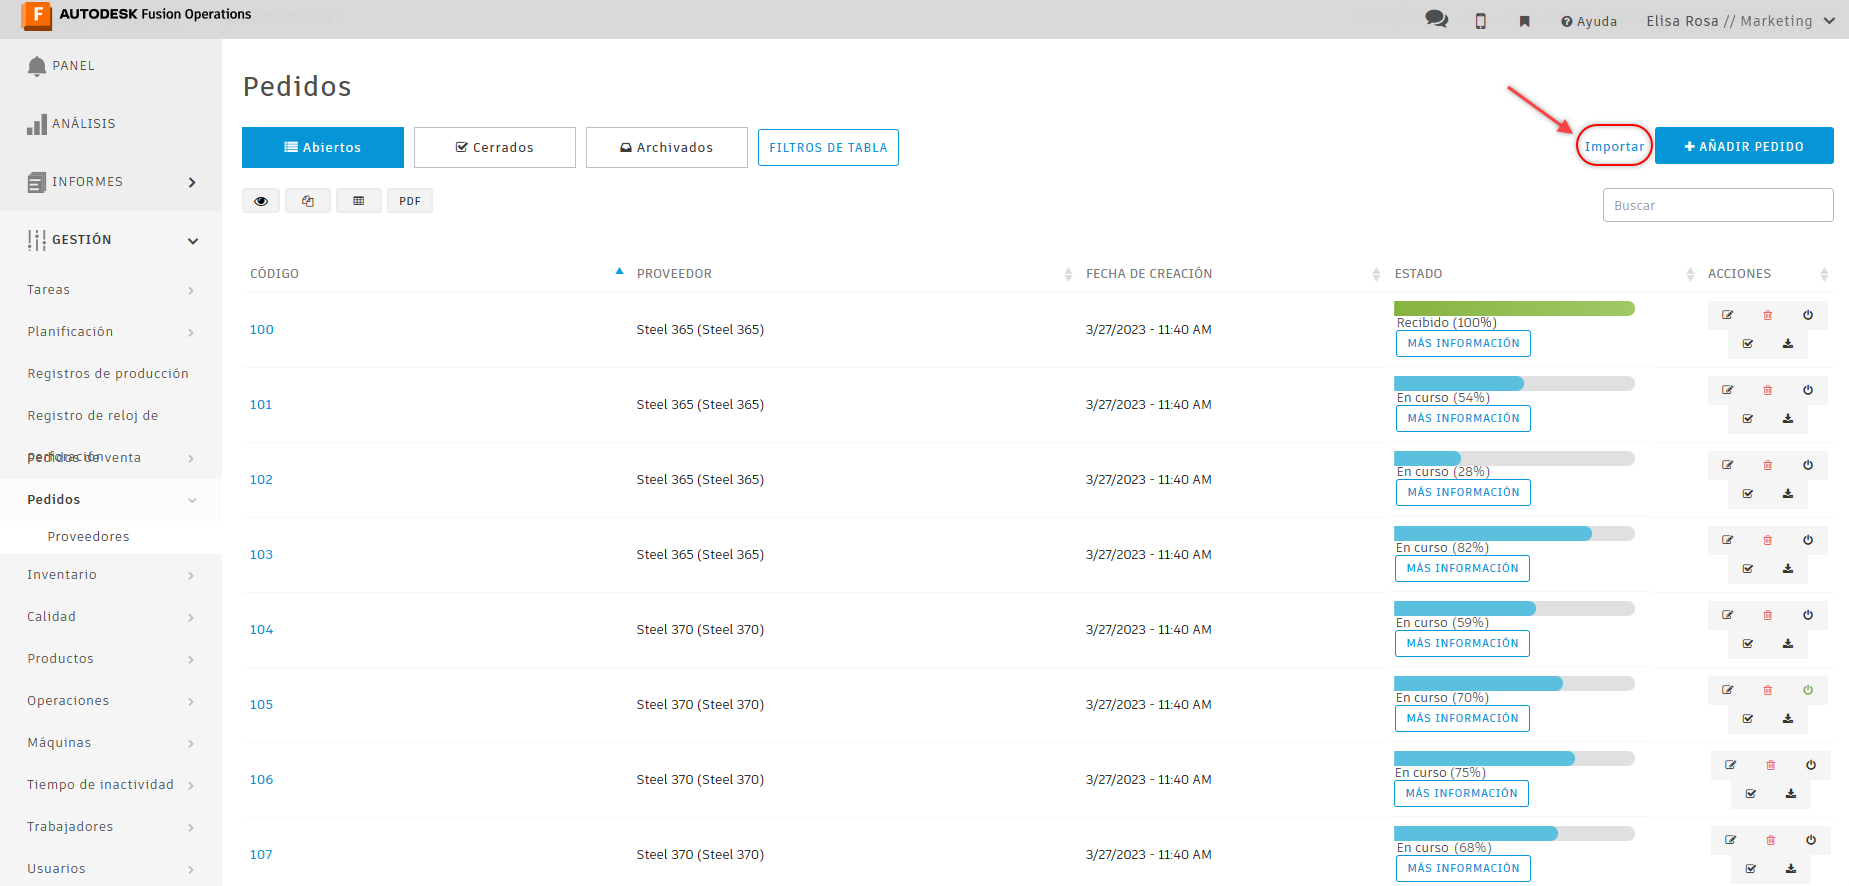 AUTODESK Fusion Operations
Ayuda
Elisa Rosa // Marketing
PANEL
ANÁLISIS
INFORMES
GESTIÓN
Tareas
Planificación
Registros de producción
Registro de reloj de
perforación
Pedidos de venta
Pedidos
Proveedores
Inventario
Calidad
Productos
Operaciones
Máquinas
Tiempo de inactividad
Trabajadores
Usuarios
Pedidos
Abiertos
Cerrados
Archivados
FILTROS DE TABLA
Importar
+ AÑADIR PEDIDO
PDF
Buscar
CÓDIGO PROVEEDOR FECHA DE CREACIÓN ESTADO ACCIONES
100 Steel 365 (Steel 365) 3/27/2023 - 11:40 AM Recibido (100%)
MÁS INFORMACIÓN
101 Steel 365 (Steel 365) 3/27/2023 - 11:40 AM En curso (54%)
MÁS INFORMACIÓN
102 Steel 365 (Steel 365) 3/27/2023 - 11:40 AM En curso (28%)
MÁS INFORMACIÓN
103 Steel 365 (Steel 365) 3/27/2023 - 11:40 AM En curso (82%)
MÁS INFORMACIÓN
104 Steel 370 (Steel 370) 3/27/2023 - 11:40 AM En curso (59%)
MÁS INFORMACIÓN
105 Steel 370 (Steel 370) 3/27/2023 - 11:40 AM En curso (70%)
MÁS INFORMACIÓN
106 Steel 370 (Steel 370) 3/27/2023 - 11:40 AM En curso (75%)
MÁS INFORMACIÓN
107 Steel 370 (Steel 370) 3/27/2023 - 11:40 AM En curso (68%)
MÁS INFORMACIÓN